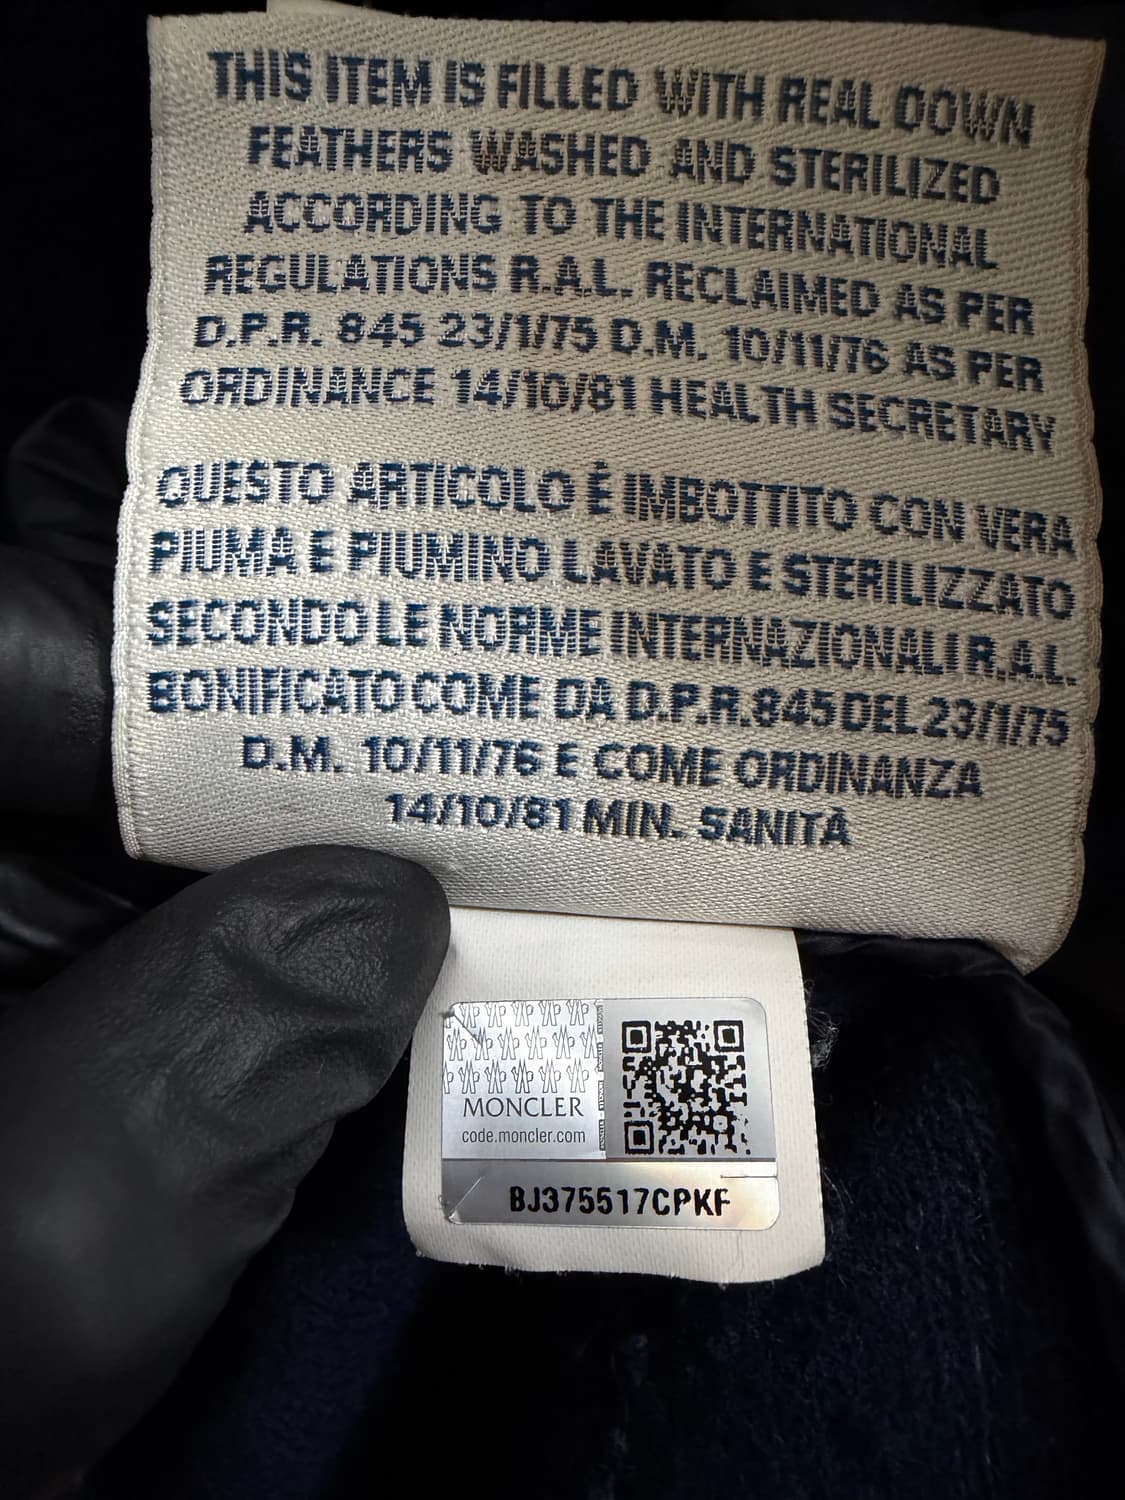 THIS ITEM IS FILLED WITH REAL DOWN
FEATHERS WASHED AND STERILIZED
ACCORDING TO THE INTERNATIONAL
REGULATIONS R.A.L. RECLAIMED AS PER
D.P.R. 845 23/1/75 D.M. 10/11/76 AS PER
ORDINANCE 14/10/81 HEALTH SECRETARY
QUESTO ARTICOLO È IMBOTTITO CON VERA
PIUMA E PIUMINO LAVATO E STERILIZZATO
SECONDO LE NORME INTERNAZIONALI R.A.L.
BONIFICATO COME DA D.P.R. 845 DEL 23/1/75
D.M. 10/11/76 E COME ORDINANZA
14/10/81 MIN. SANITÀ
MONCLER
code.moncler.com
BJ375517CPKF